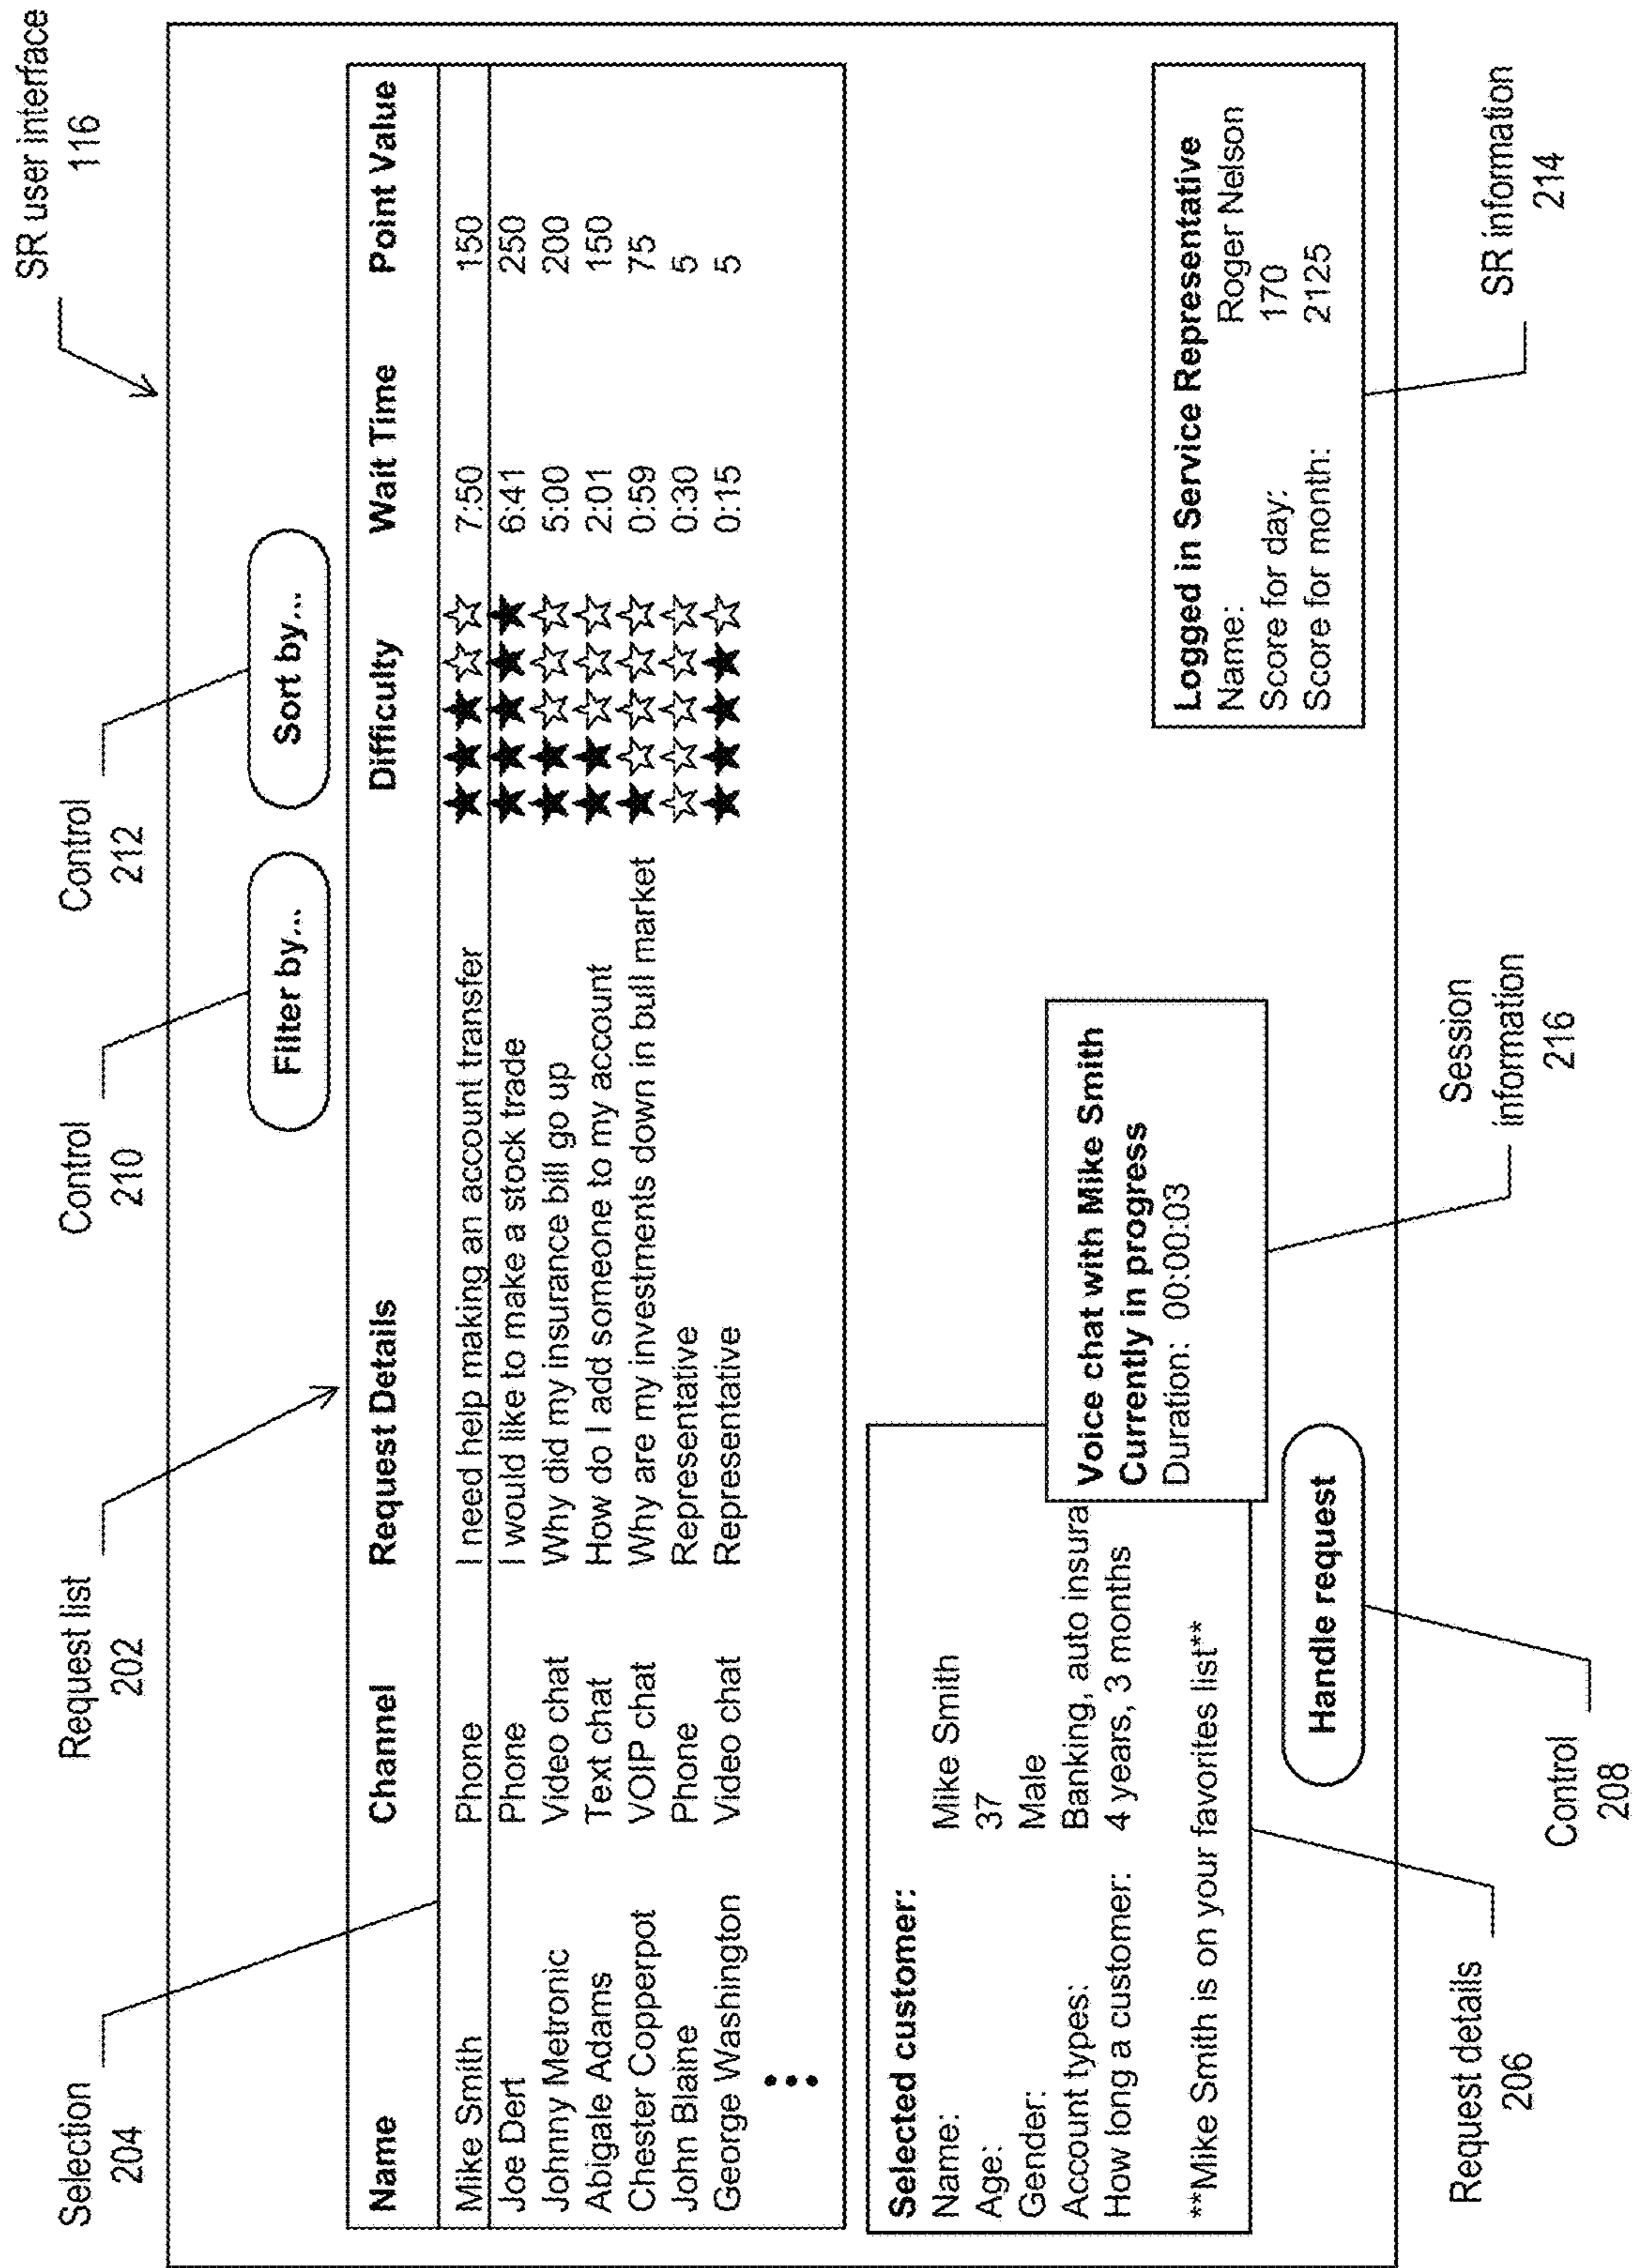 SR user interface
116
Selection
204
Request list
202
Control
210
Control
212
Filter by...
Sort by...
Name Channel Request Details Difficulty Wait Time Point Value
Mike Smith Phone I need help making an account transfer ★★★☆☆ 7:50 150
Joe Dert Phone I would like to make a stock trade ★★★★★ 6:41 250
Johnny Metronic Video chat Why did my insurance bill go up ★★☆☆☆ 5:00 200
Abigale Adams Text chat How do I add someone to my account ★★☆☆☆ 2:01 150
Chester Copperpot VOIP chat Why are my investments down in bull market ★☆☆☆☆ 0:59 75
John Blaine Phone Representative ☆☆☆☆☆ 0:30 5
George Washington Video chat Representative ★★★★☆ 0:15 5
Selected customer:
Name: Mike Smith
Age: 37
Gender: Male
Account types: Banking, auto insura
How long a customer: 4 years, 3 months
**Mike Smith is on your favorites list**
Voice chat with Mike Smith
Currently in progress
Duration: 00:00:03
Handle request
Logged in Service Representative
Name: Roger Nelson
Score for day: 170
Score for month: 2125
Request details
206
Control
208
Session
information
216
SR information
214